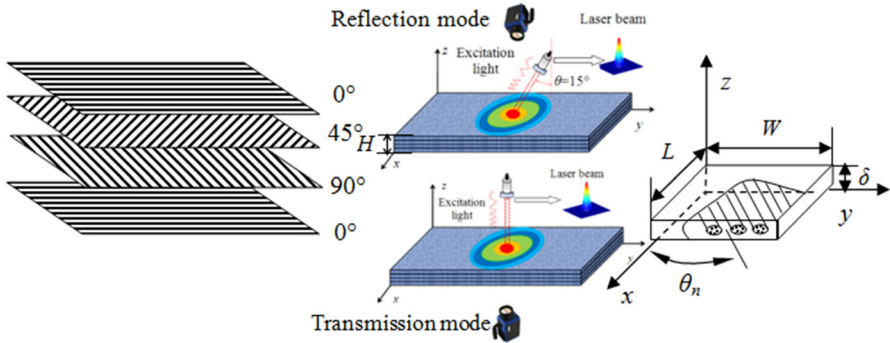 0°
45°
90°
0°
Reflection mode
Laser beam
Excitation
light
θ=15°
z
y
x
H
Laser beam
Excitation
light
z
y
x
Transmission mode
z
W
L
δ
y
x
θn